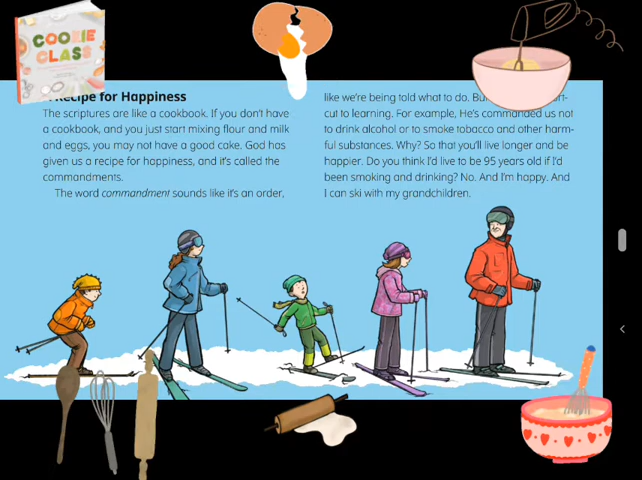 COOKIE
CLASS
Recipe for Happiness
The scriptures are like a cookbook. If you don't have
a cookbook, and you just start mixing flour and milk
and eggs, you may not have a good cake. God has
given us a recipe for happiness, and it's called the
commandments.
The word commandment sounds like it's an order,
like we're being told what to do. But
cut to learning. For example, He's commanded us not
to drink alcohol or to smoke tobacco and other harm-
ful substances. Why? So that you'll live longer and be
happier. Do you think I'd live to be 95 years old if I'd
been smoking and drinking? No. And I'm happy. And
I can ski with my grandchildren.